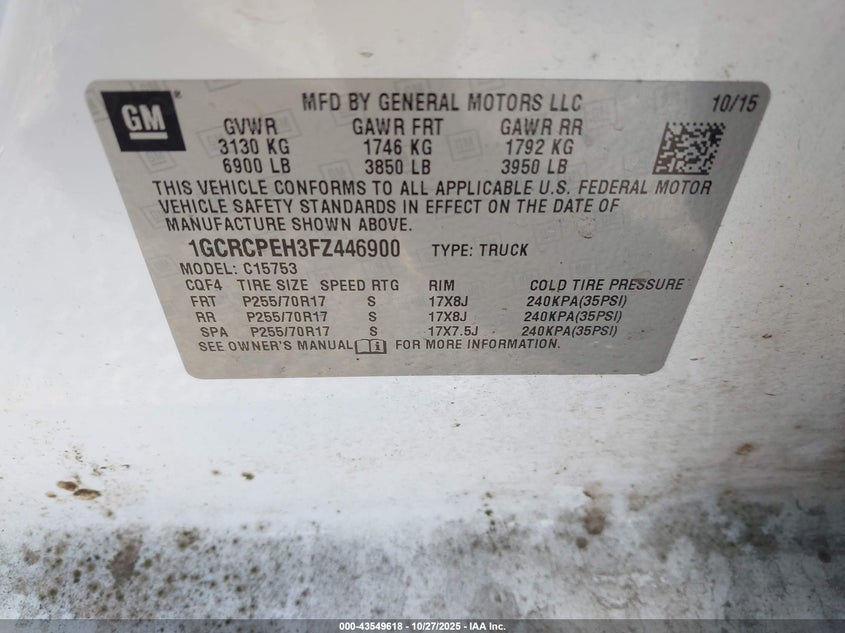 GM
MFD BY GENERAL MOTORS LLC 10/15
GVWR GAWR FRT GAWR RR
3130 KG 1746 KG 1792 KG
6900 LB 3850 LB 3950 LB
THIS VEHICLE CONFORMS TO ALL APPLICABLE U.S. FEDERAL MOTOR
VEHICLE SAFETY STANDARDS IN EFFECT ON THE DATE OF
MANUFACTURE SHOWN ABOVE.
1GCRCPEH3FZ446900 TYPE: TRUCK
MODEL: C15753
CQF4 TIRE SIZE SPEED RTG RIM COLD TIRE PRESSURE
FRT P255/70R17 S 17X8J 240KPA(35PSI)
RR P255/70R17 S 17X8J 240KPA(35PSI)
SPA P255/70R17 S 17X7.5J 240KPA(35PSI)
SEE OWNER'S MANUAL FOR MORE INFORMATION.
000-43549618 - 10/27/2025 - IAA Inc.